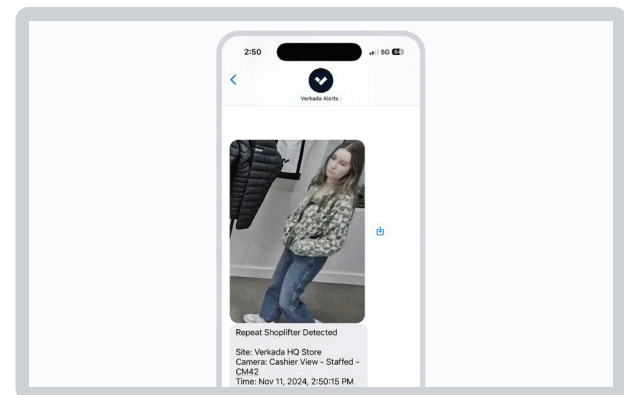 2:50
5G 64
Verkada Alerts
Repeat Shoplifter Detected
Site: Verkada HQ Store
Camera: Cashier View - Staffed -
CM42
Time: Nov 11, 2024, 2:50:15 PM